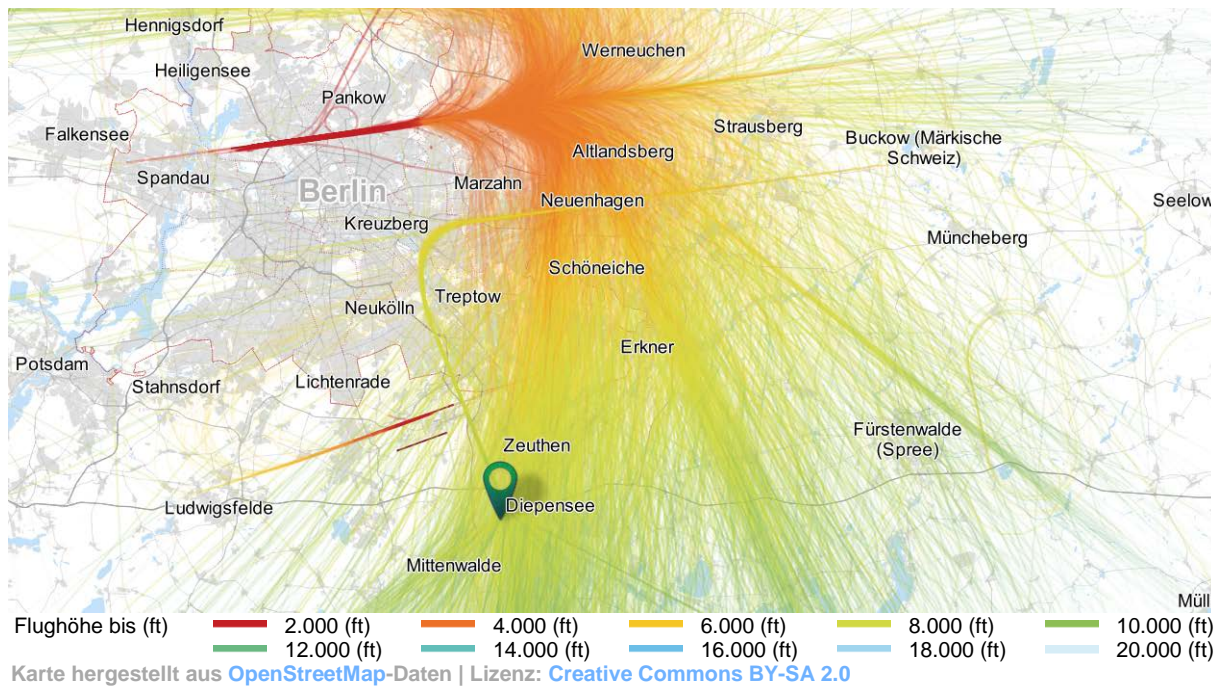 Hennigsdorf
Werneuchen
Heiligensee
Pankow
Falkensee
Strausberg
Buckow (Märkische
Schweiz)
Altlandsberg
Spandau
Marzahn
Berlin
Neuenhagen
Seelow
Kreuzberg
Müncheberg
Schöneiche
Treptow
Neukölln
Erkner
Potsdam
Stahnsdorf
Lichtenrade
Fürstenwalde
(Spree)
Zeuthen
Ludwigsfelde
Diepensee
Mittenwalde
Müll
Flughöhe bis (ft) 2.000 (ft) 4.000 (ft) 6.000 (ft) 8.000 (ft) 10.000 (ft)
12.000 (ft) 14.000 (ft) 16.000 (ft) 18.000 (ft) 20.000 (ft)
Karte hergestellt aus OpenStreetMap-Daten | Lizenz: Creative Commons BY-SA 2.0